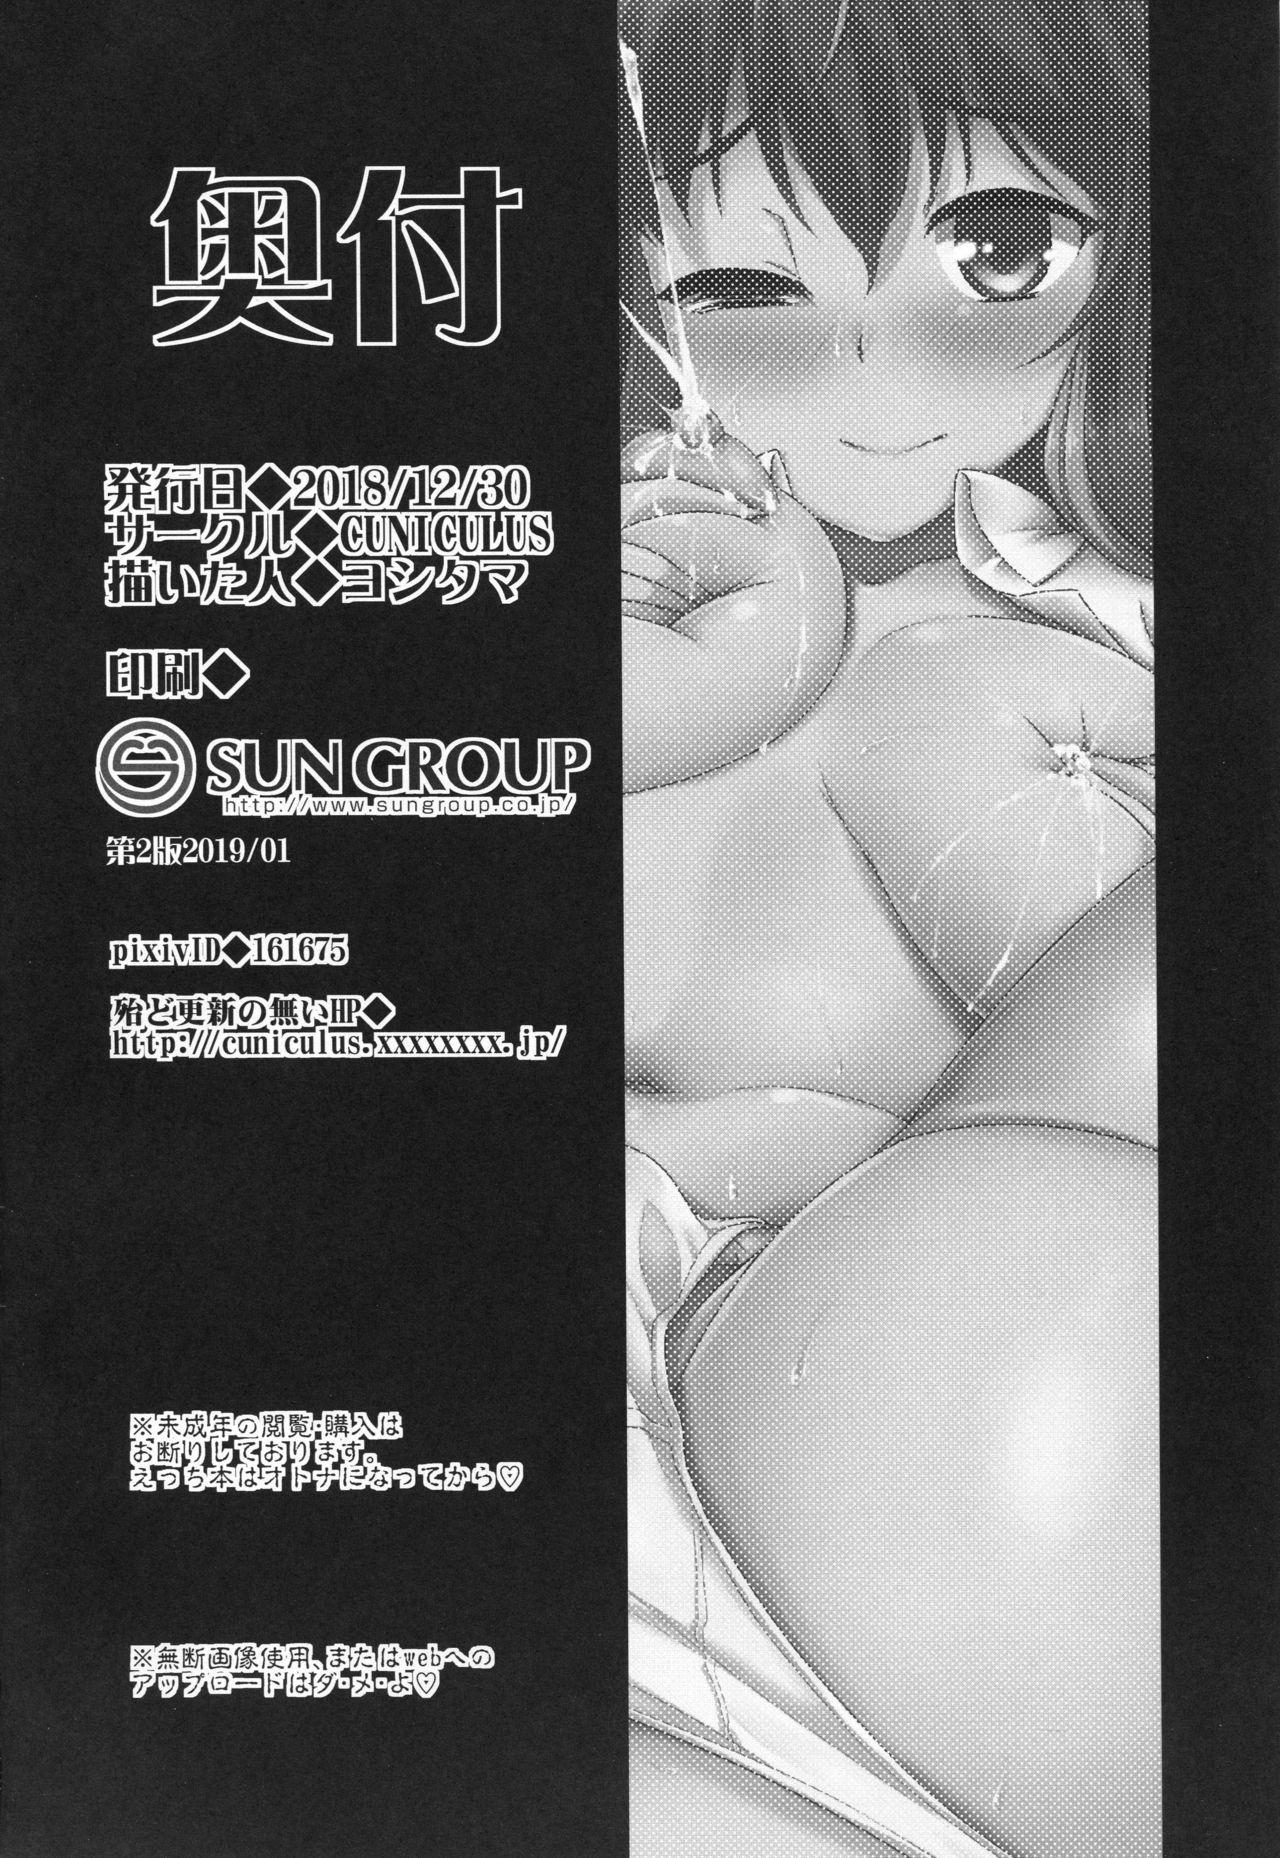 奥付
発行日◆2018/12/30
サークル◆CUNICULUS
描いた人◆ヨシタマ
印刷◆
SUN GROUP
http://www.sungroup.co.jp/
第2版2019/01
pixivID◆161675
殆ど更新の無いHP◆
http://cuniculus.xxxxxxxx.jp/
※未成年の閲覧・購入は
お断りしております。
えっち本はオトナになってから♡
※無断画像使用、またはwebへの
アップロードはダ・メ・よ♡